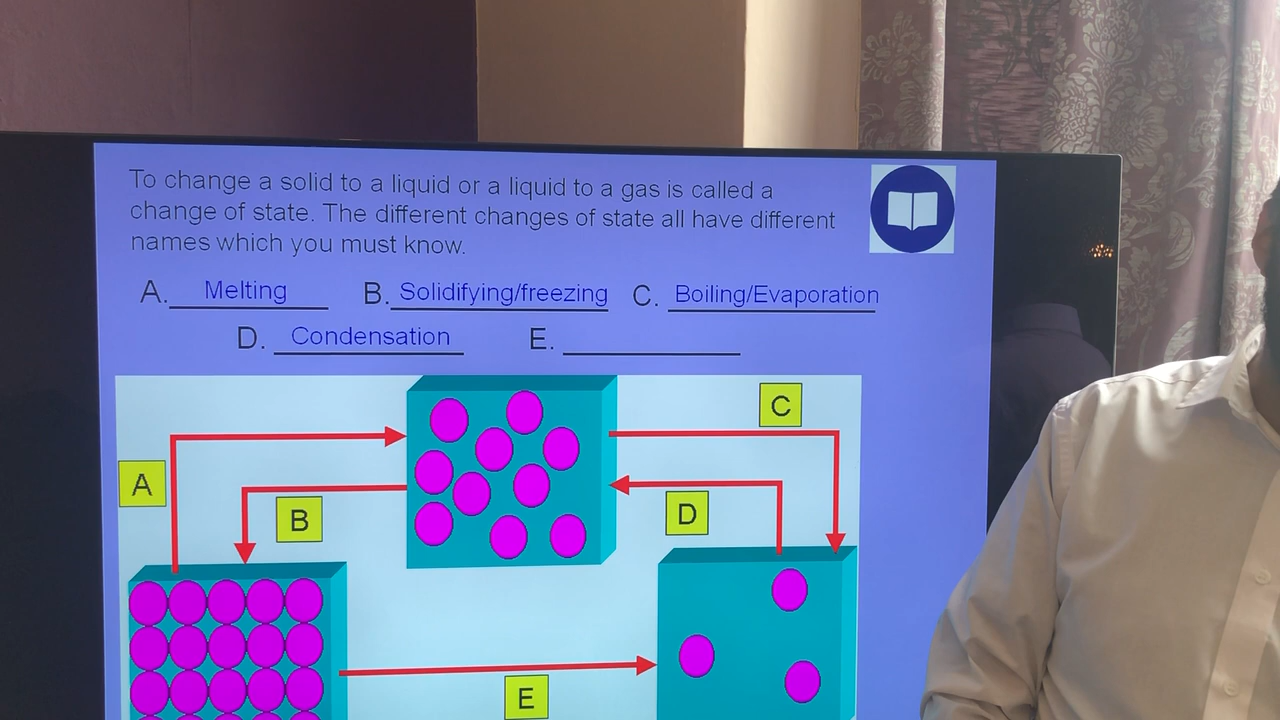 To change a solid to a liquid or a liquid to a gas is called a
change of state. The different changes of state all have different
names which you must know.
A. Melting B. Solidifying/freezing C. Boiling/Evaporation
D. Condensation E.
C
A
B
D
E